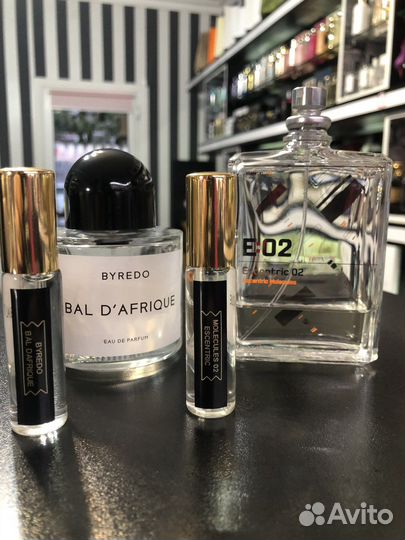 BYREDO
BAL D'AFRIQUE
EAU DE PARFUM
E:02
Escentric 02
Escentric Molecules
BYREDO
BAL D'AFRIQUE
MOLECULES 02
ESCENTRIC
Avito